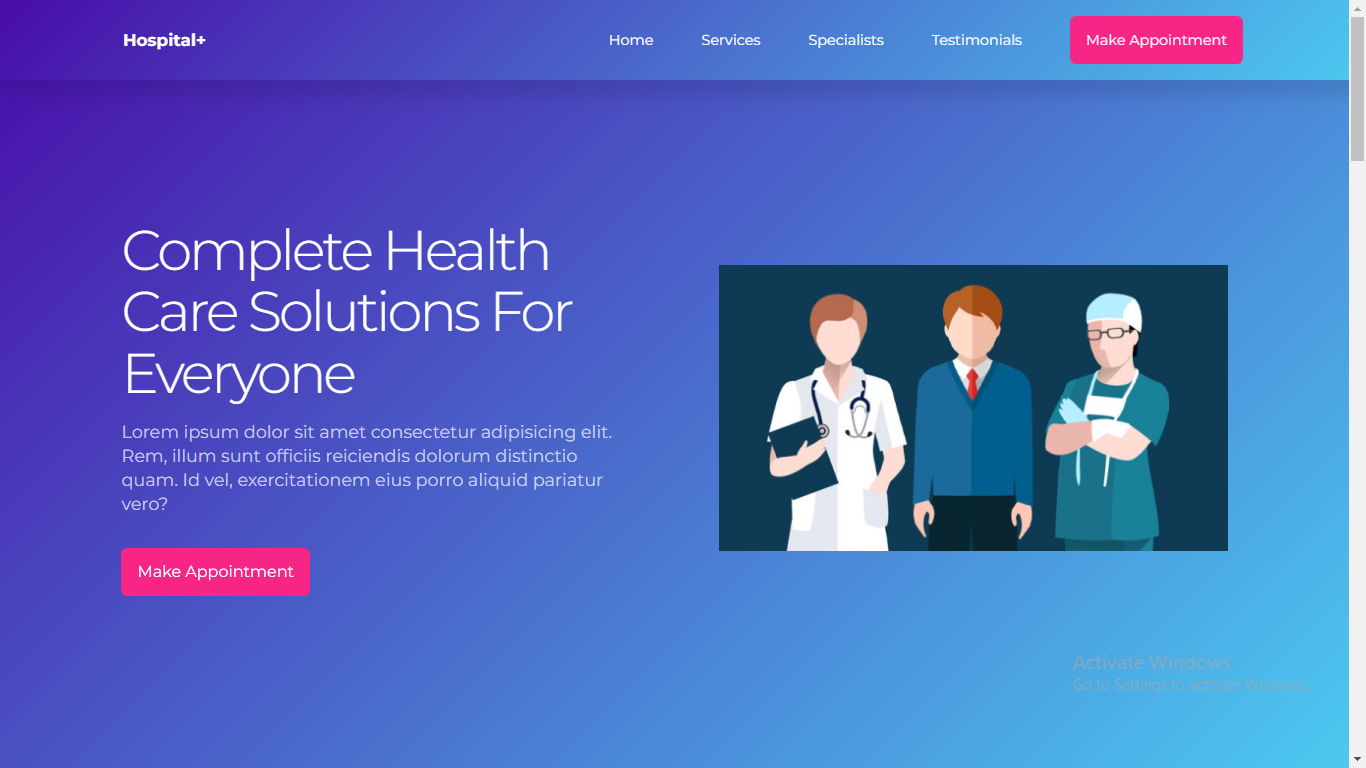 Hospital+
Home
Services
Specialists
Testimonials
Make Appointment
Complete Health
Care Solutions For
Everyone
Lorem ipsum dolor sit amet consectetur adipisicing elit.
Rem, illum sunt officiis reiciendis dolorum distinctio
quam. Id vel, exercitationem eius porro aliquid pariatur
vero?
Make Appointment
Activate Windows
Go to Settings to activate Windows.